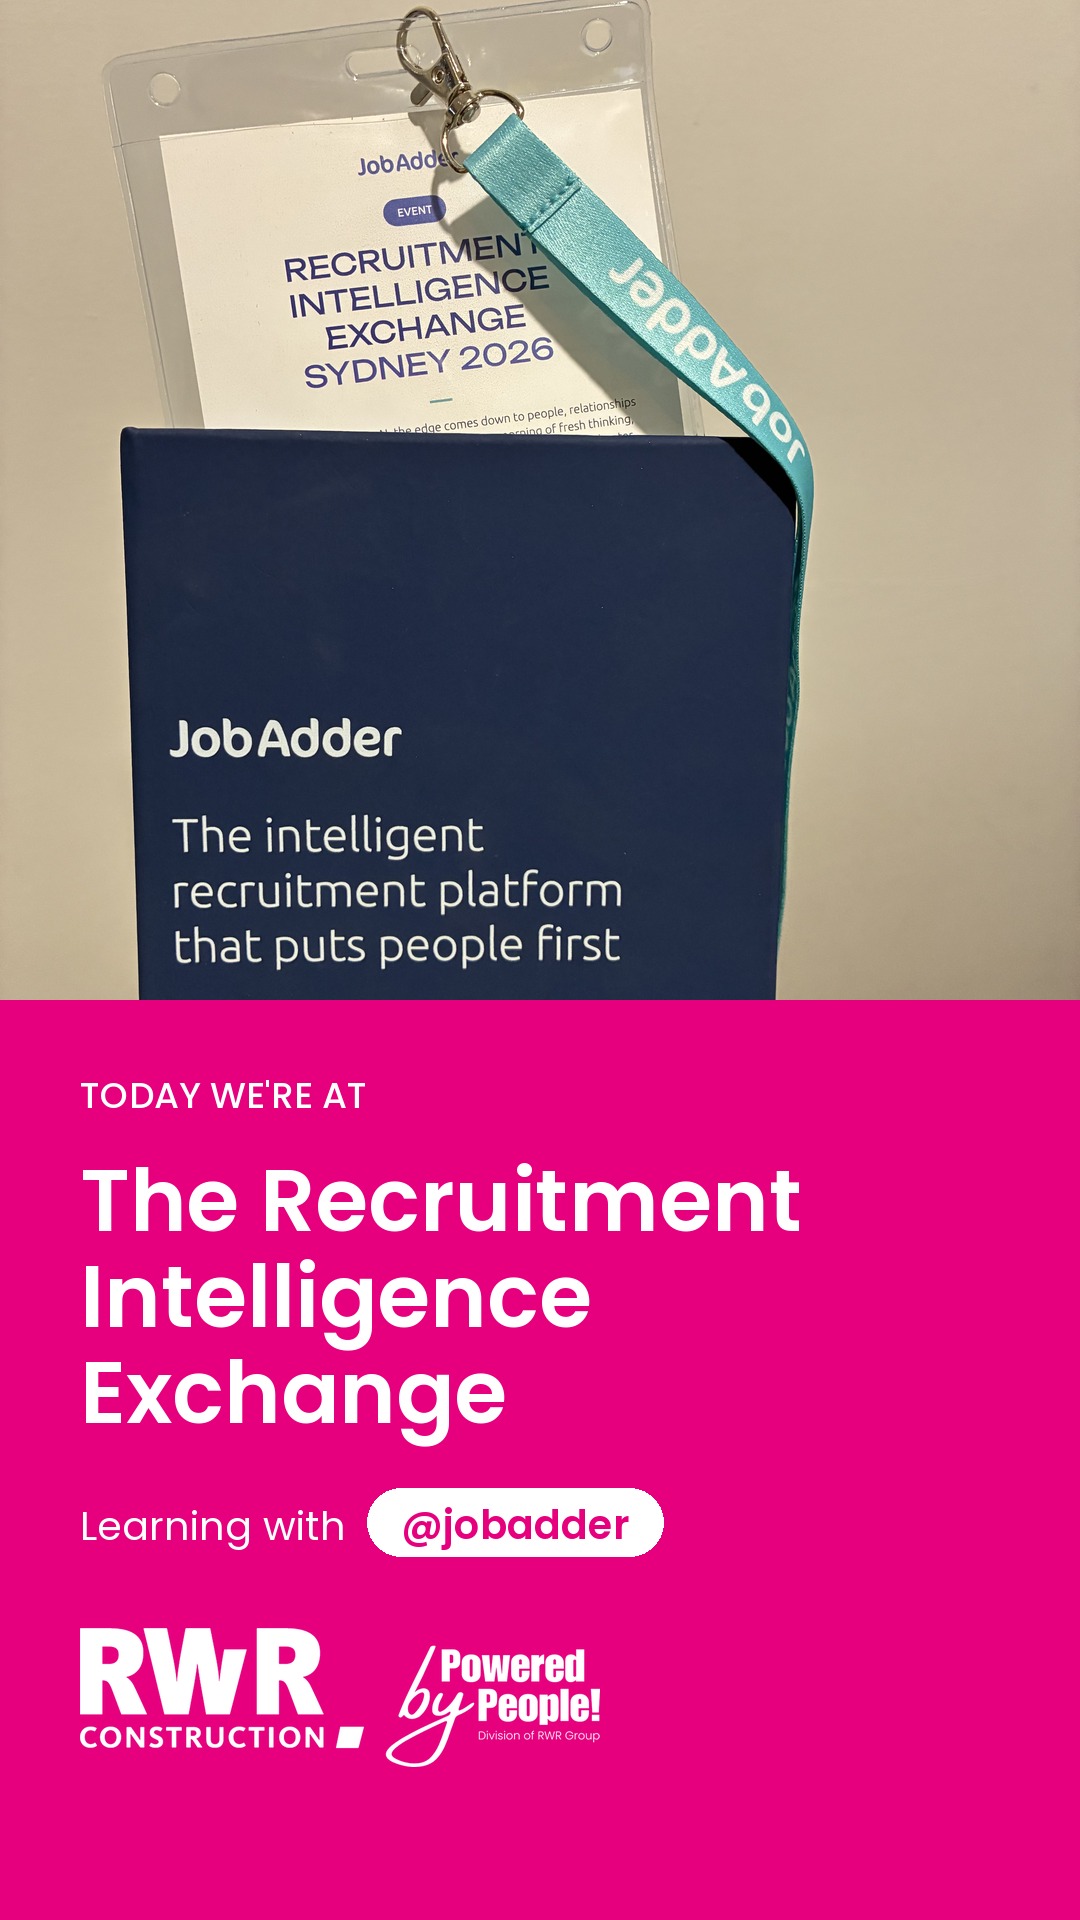 JobAdder
EVENT
RECRUITMENT
INTELLIGENCE
EXCHANGE
SYDNEY 2026
the edge comes down to people, relationships
of fresh thinking,
JobAdder
JobAdder
The intelligent
recruitment platform
that puts people first
TODAY WE'RE AT
The Recruitment
Intelligence
Exchange
Learning with @jobadder
RWR
CONSTRUCTION
Powered
by People!
Division of RWR Group